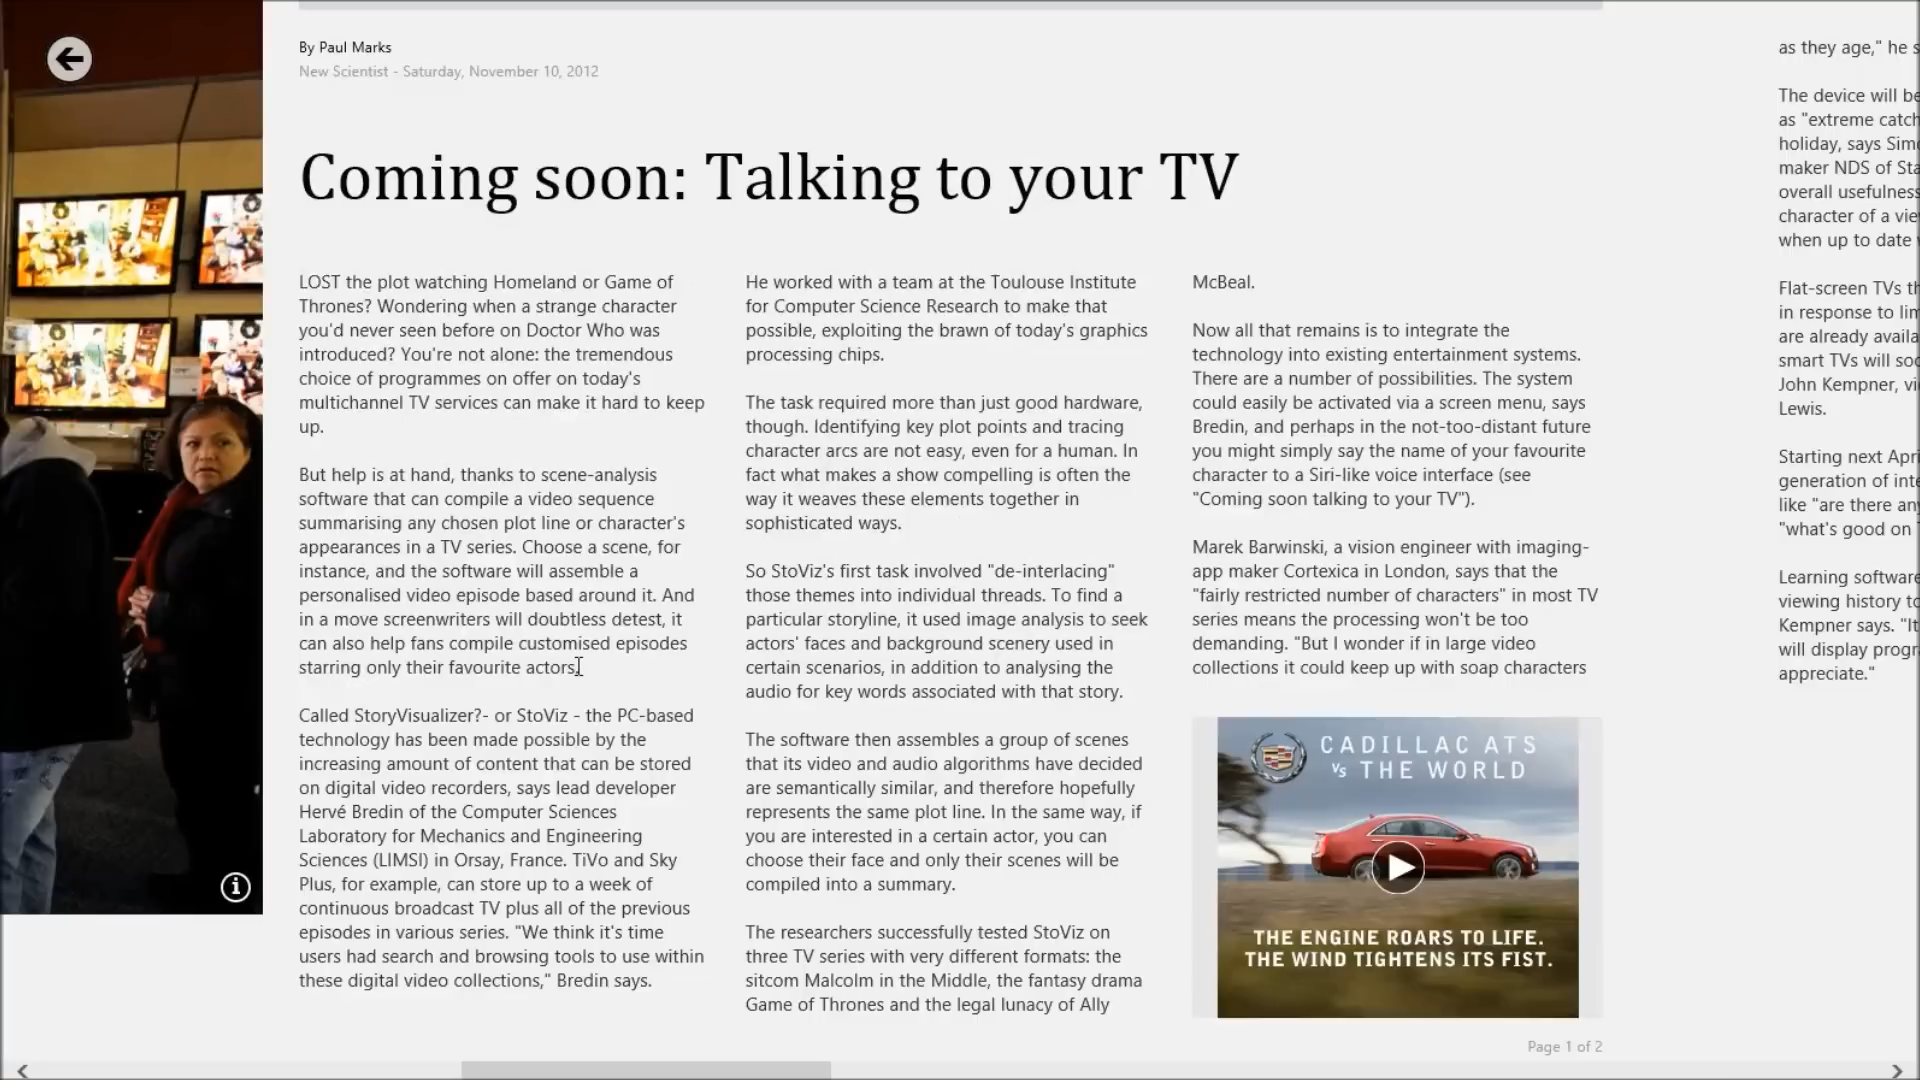 By Paul Marks
New Scientist - Saturday, November 10, 2012
Coming soon: Talking to your TV
LOST the plot watching Homeland or Game of
Thrones? Wondering when a strange character
you'd never seen before on Doctor Who was
introduced? You're not alone: the tremendous
choice of programmes on offer on today's
multichannel TV services can make it hard to keep
up.
But help is at hand, thanks to scene-analysis
software that can compile a video sequence
summarising any chosen plot line or character's
appearances in a TV series. Choose a scene, for
instance, and the software will assemble a
personalised video episode based around it. And
in a move screenwriters will doubtless detest, it
can also help fans compile customised episodes
starring only their favourite actors.
Called StoryVisualizer?- or StoViz - the PC-based
technology has been made possible by the
increasing amount of content that can be stored
on digital video recorders, says lead developer
Hervé Bredin of the Computer Sciences
Laboratory for Mechanics and Engineering
Sciences (LIMSI) in Orsay, France. TiVo and Sky
Plus, for example, can store up to a week of
continuous broadcast TV plus all of the previous
episodes in various series. "We think it's time
users had search and browsing tools to use within
these digital video collections," Bredin says.
He worked with a team at the Toulouse Institute
for Computer Science Research to make that
possible, exploiting the brawn of today's graphics
processing chips.
The task required more than just good hardware,
though. Identifying key plot points and tracing
character arcs are not easy, even for a human. In
fact what makes a show compelling is often the
way it weaves these elements together in
sophisticated ways.
So StoViz's first task involved "de-interlacing"
those themes into individual threads. To find a
particular storyline, it used image analysis to seek
actors' faces and background scenery used in
certain scenarios, in addition to analysing the
audio for key words associated with that story.
The software then assembles a group of scenes
that its video and audio algorithms have decided
are semantically similar, and therefore hopefully
represents the same plot line. In the same way, if
you are interested in a certain actor, you can
choose their face and only their scenes will be
compiled into a summary.
The researchers successfully tested StoViz on
three TV series with very different formats: the
sitcom Malcolm in the Middle, the fantasy drama
Game of Thrones and the legal lunacy of Ally
McBeal.
Now all that remains is to integrate the
technology into existing entertainment systems.
There are a number of possibilities. The system
could easily be activated via a screen menu, says
Bredin, and perhaps in the not-too-distant future
you might simply say the name of your favourite
character to a Siri-like voice interface (see
"Coming soon talking to your TV").
Marek Barwinski, a vision engineer with imaging-
app maker Cortexica in London, says that the
"fairly restricted number of characters" in most TV
series means the processing won't be too
demanding. "But I wonder if in large video
collections it could keep up with soap characters
CADILLAC ATS
vs THE WORLD
THE ENGINE ROARS TO LIFE.
THE WIND TIGHTENS ITS FIST.
Page 1 of 2
as they age," he
The device will be
as "extreme catch
holiday, says
maker NDS of
overall usefulness
character of a
when up to date
Flat-screen TVs
in response to
are already
smart TVs will
John Kempner,
Lewis.
Starting next
generation of
like "are there
"what's good on
Learning software
viewing history
Kempner says. "It
will display
appreciate."